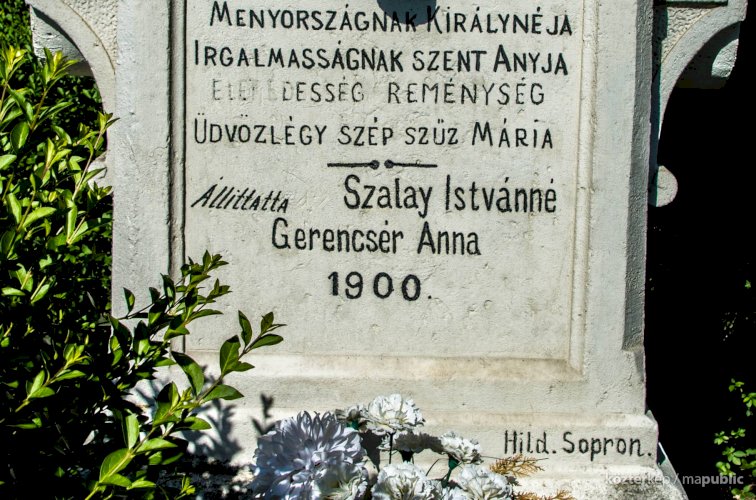 MENYORSZÁGNAK KIRÁLYNÉJA
IRGALMASSÁGNAK SZENT ANYJA
REMÉNYSÉG
ÜDVÖZLÉGY SZÉP SZŰZ MÁRIA
Állíttatta Szalay Istvánné
Gerencsér Anna
1900.
Hild. Sopron.
köztérkép / mapublic